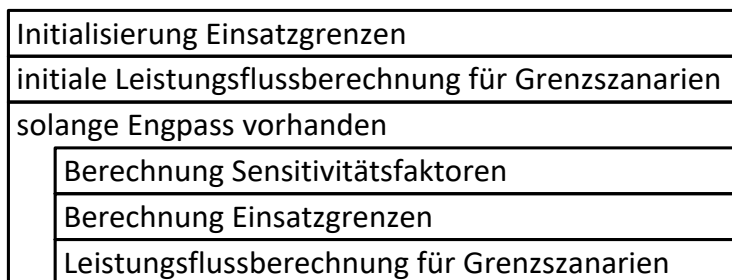 Initialisierung Einsatzgrenzen
initiale Leistungsflussberechnung für Grenzszanarien
solange Engpass vorhanden
Berechnung Sensitivitätsfaktoren
Berechnung Einsatzgrenzen
Leistungsflussberechnung für Grenzszanarien